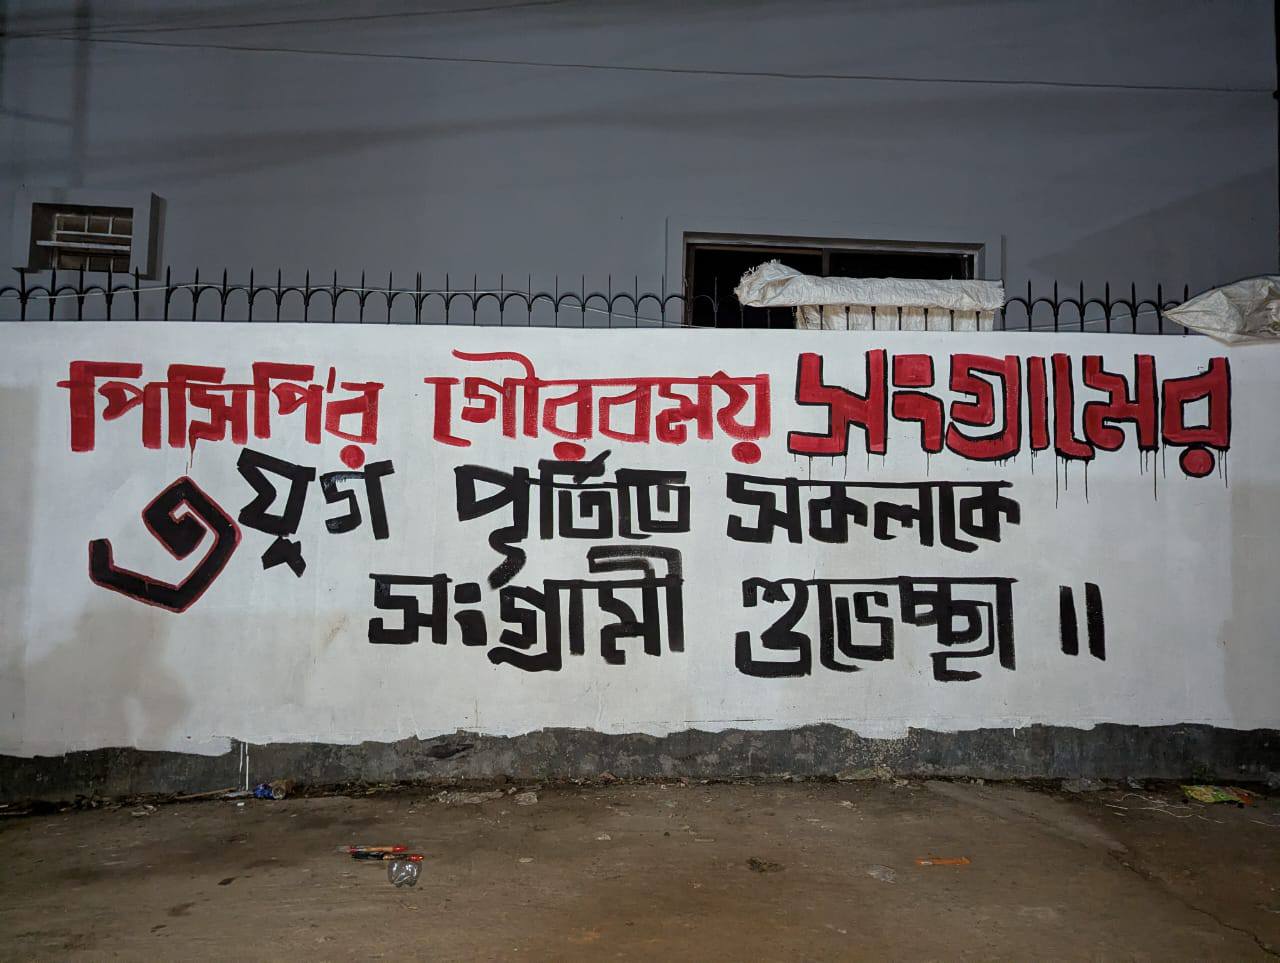 পিসিপি'র গৌরবময় সংগ্রামের
৩ যুগ পূর্তিতে সকলকে
সংগ্রামী শুভেচ্ছা ॥